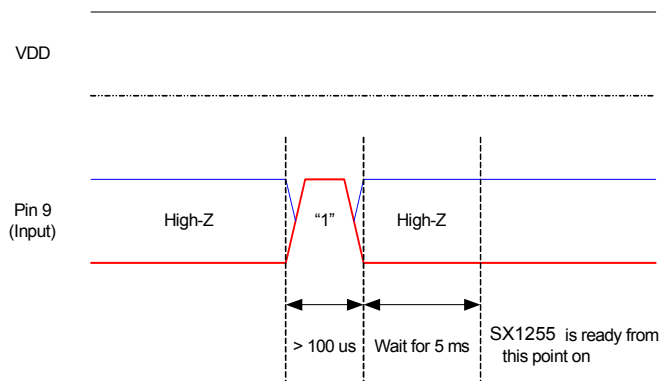 VDD
Pin 9
(Input)
High-Z
“1”
High-Z
> 100 us
Wait for 5 ms
SX1255 is ready from
this point on